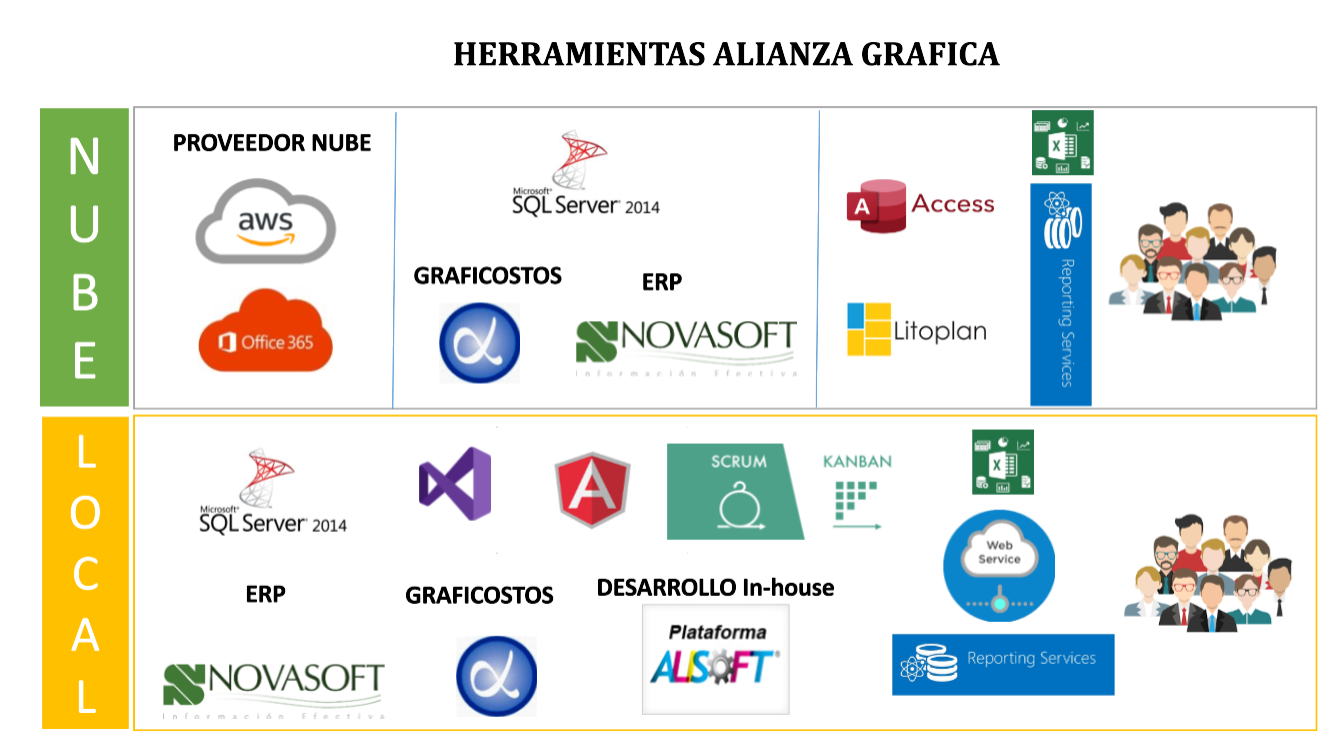 HERRAMIENTAS ALIANZA GRAFICA
NUBE
PROVEEDOR NUBE
aws
Office 365
Microsoft®
SQL Server® 2014
GRAFICOSTOS
α
ERP
NOVASOFT
Información Efectiva
A
Access
Litoplan
X
Reporting Services
LOCAL
Microsoft®
SQL Server® 2014
ERP
NOVASOFT
Información Efectiva
GRAFICOSTOS
α
A
SCRUM
KANBAN
DESARROLLO In-house
Plataforma
ALISOFT®
X
Web
Service
Reporting Services